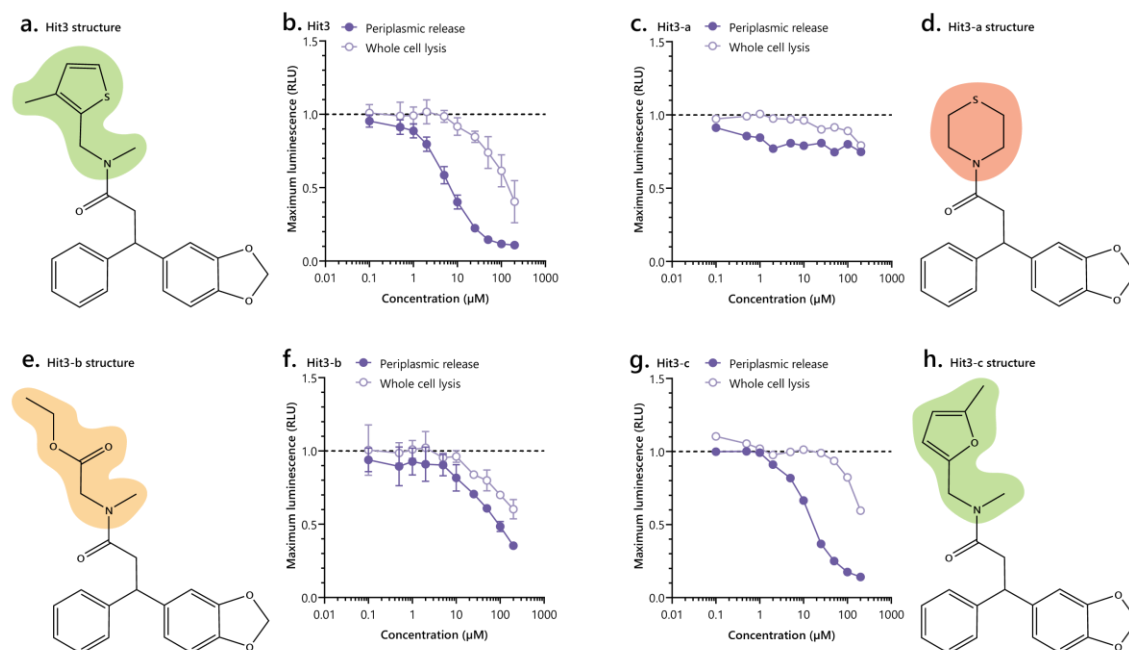 a. Hit3 structure
S
N
O
O
O
b. Hit3
Periplasmic release
Whole cell lysis
Maximum luminescence (RLU)
1.5
1.0
0.5
0.0
0.01
0.1
1
10
100
1000
Concentration (µM)
c. Hit3-a
Periplasmic release
Whole cell lysis
Maximum luminescence (RLU)
1.5
1.0
0.5
0.0
0.01
0.1
1
10
100
1000
Concentration (µM)
d. Hit3-a structure
S
N
O
O
O
e. Hit3-b structure
O
O
N
O
O
O
f. Hit3-b
Periplasmic release
Whole cell lysis
Maximum luminescence (RLU)
1.5
1.0
0.5
0.0
0.01
0.1
1
10
100
1000
Concentration (µM)
g. Hit3-c
Periplasmic release
Whole cell lysis
Maximum luminescence (RLU)
1.5
1.0
0.5
0.0
0.01
0.1
1
10
100
1000
Concentration (µM)
h. Hit3-c structure
O
N
O
O
O